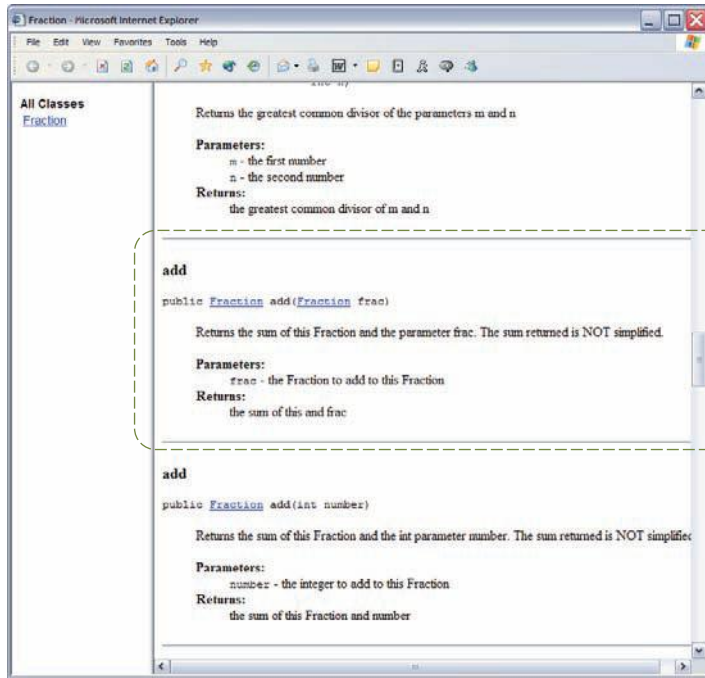 Fraction - Microsoft Internet Explorer
File Edit View Favorites Tools Help
All Classes
Fraction
Returns the greatest common divisor of the parameters m and n
Parameters:
m - the first number
n - the second number
Returns:
the greatest common divisor of m and n
add
public Fraction add(Fraction frac)
Returns the sum of this Fraction and the parameter frac. The sum returned is NOT simplified.
Parameters:
frac - the Fraction to add to this Fraction
Returns:
the sum of this and frac
add
public Fraction add(int number)
Returns the sum of this Fraction and the int parameter number. The sum returned is NOT
Parameters:
number - the integer to add to this Fraction
Returns:
the sum of this Fraction and number